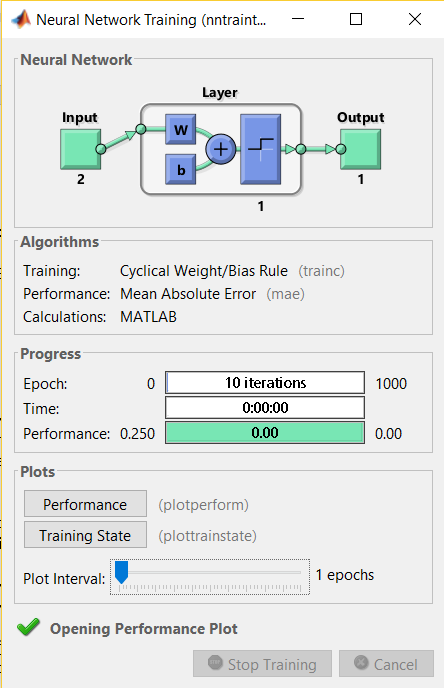 Neural Network Training (nntraint...
Neural Network
Layer
Input
Output
W
b
+
2
1
1
Algorithms
Training: Cyclical Weight/Bias Rule (trainc)
Performance: Mean Absolute Error (mae)
Calculations: MATLAB
Progress
Epoch: 0 10 iterations 1000
Time: 0:00:00
Performance: 0.250 0.00 0.00
Plots
Performance (plotperform)
Training State (plottrainstate)
Plot Interval: 1 epochs
Opening Performance Plot
Stop Training Cancel